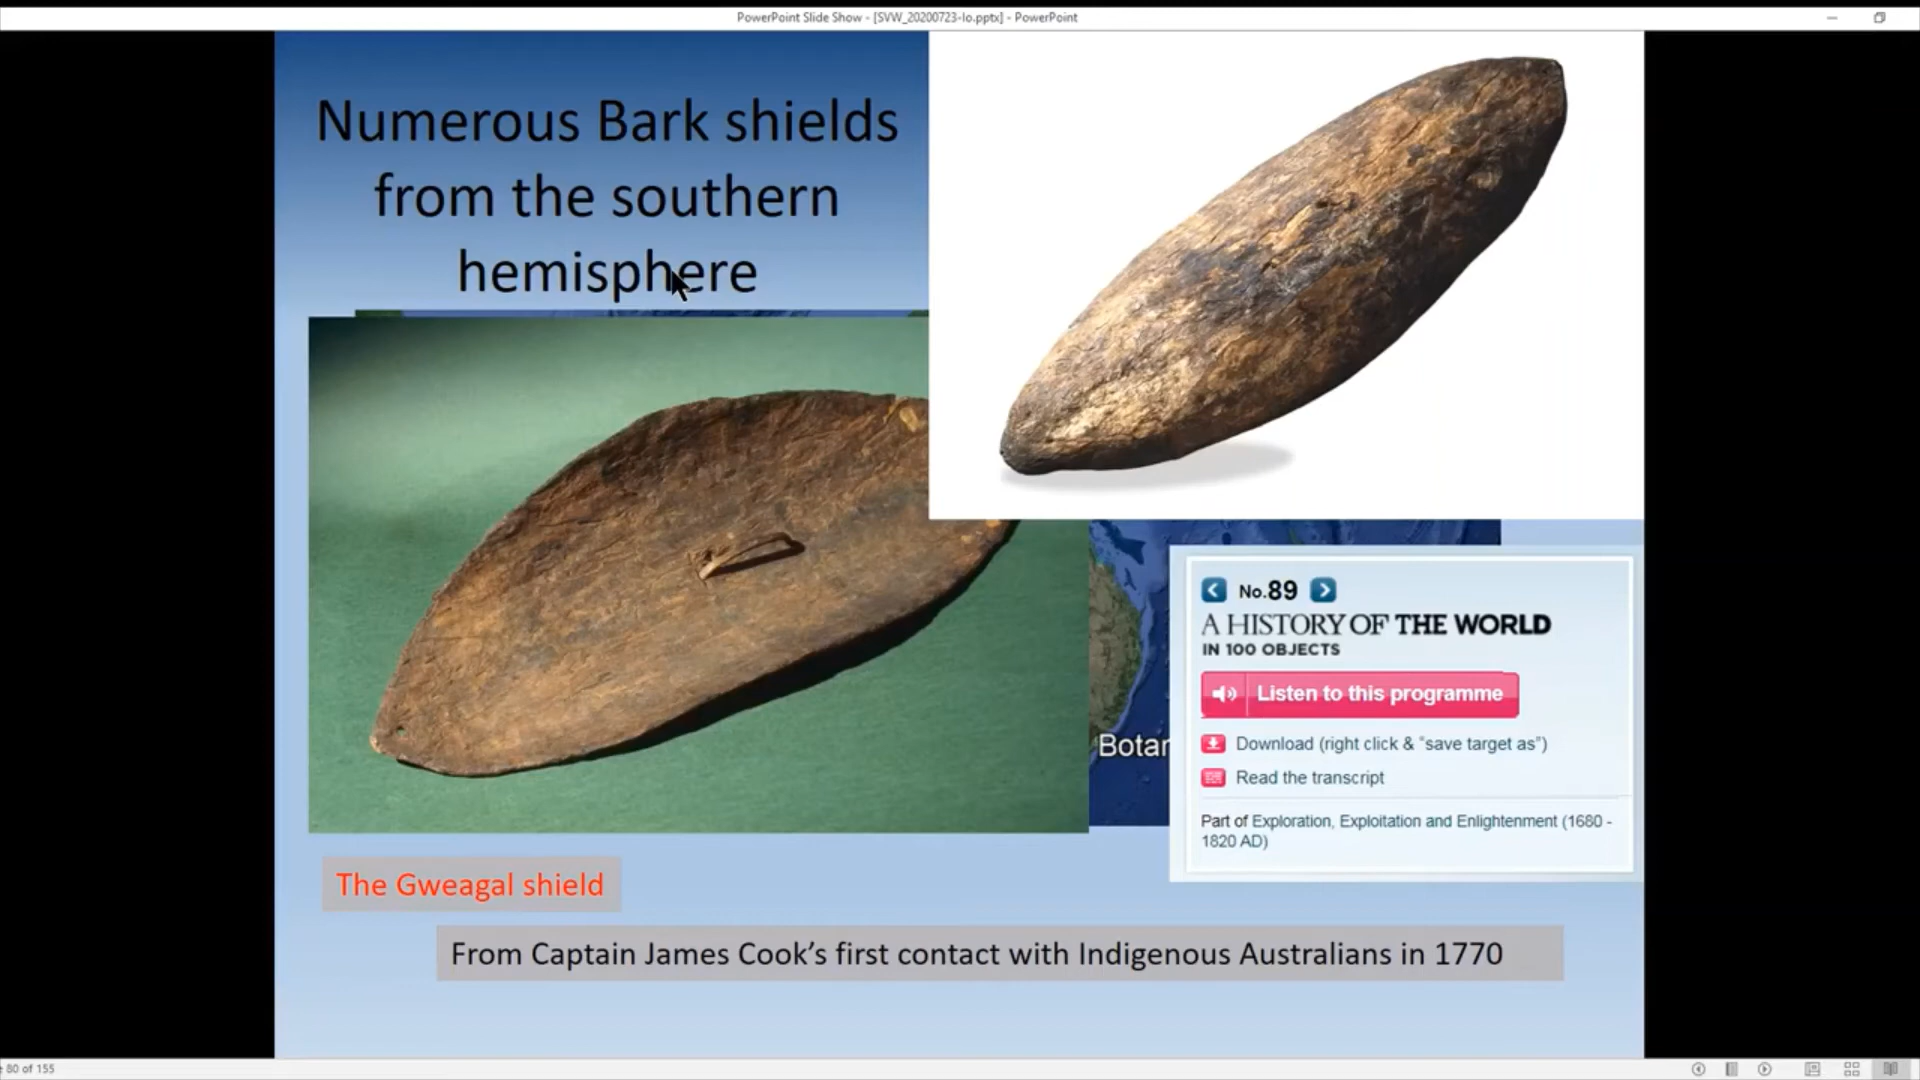 PowerPoint Slide Show - [SVW_20200723-lo.pptx] - PowerPoint
Numerous Bark shields
from the southern
hemisphere
No.89
A HISTORY OF THE WORLD
IN 100 OBJECTS
Listen to this programme
Download (right click & “save target as”)
Read the transcript
Part of Exploration, Exploitation and Enlightenment (1680 -
1820 AD)
Botan
The Gweagal shield
From Captain James Cook’s first contact with Indigenous Australians in 1770
80 of 155